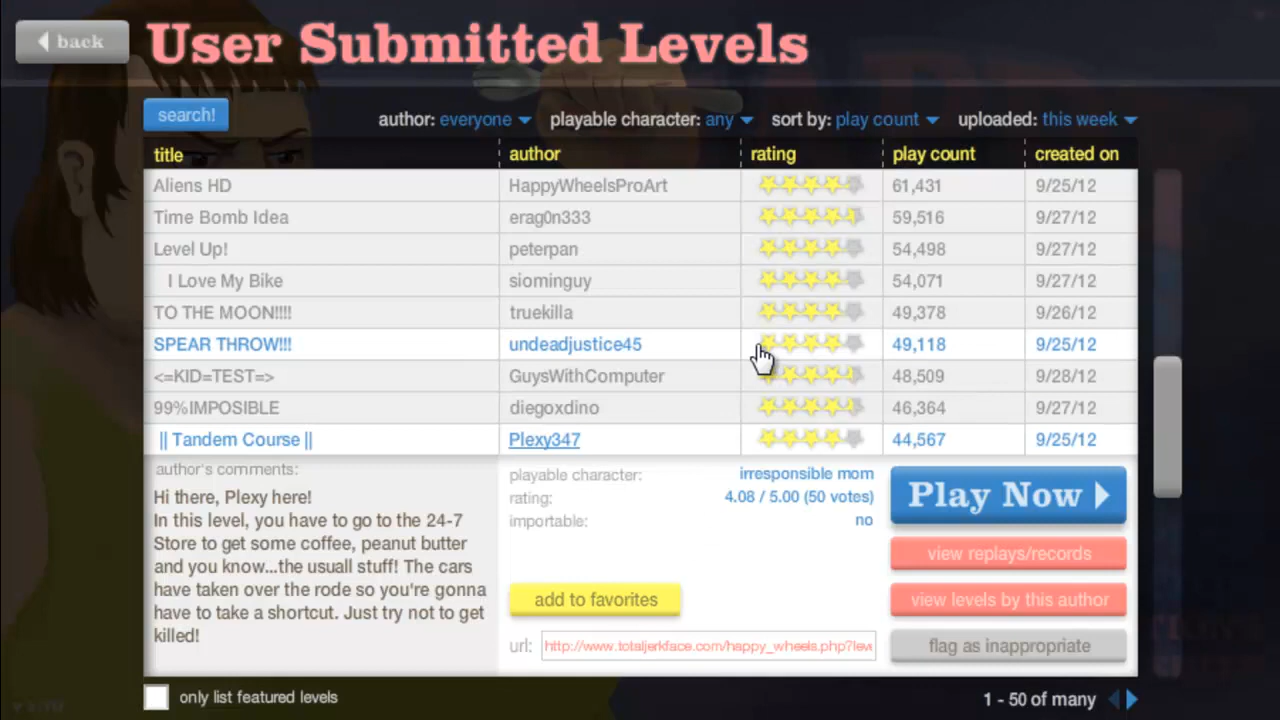 back
User Submitted Levels
search!
author: everyone playable character: any sort by: play count uploaded: this week
title author rating play count created on
Aliens HD HappyWheelsProArt 61,431 9/25/12
Time Bomb Idea erag0n333 59,516 9/27/12
Level Up! peterpan 54,498 9/27/12
I Love My Bike siominguy 54,071 9/27/12
TO THE MOON!!!! truekilla 49,378 9/26/12
SPEAR THROW!!! undeadjustice45 49,118 9/25/12
<=KID=TEST=> GuysWithComputer 48,509 9/28/12
99%IMPOSIBLE diegoxdino 46,364 9/27/12
|| Tandem Course || Plexy347 44,567 9/25/12
author's comments:
Hi there, Plexy here!
In this level, you have to go to the 24-7
Store to get some coffee, peanut butter
and you know...the usuall stuff! The cars
have taken over the rode so you're gonna
have to take a shortcut. Just try not to get
killed!
playable character: irresponsible mom
rating: 4.08 / 5.00 (50 votes)
importable: no
add to favorites
url: http://www.totaljerkface.com/happy_wheels.php?leve
Play Now
view replays/records
view levels by this author
flag as inappropriate
only list featured levels
1 - 50 of many